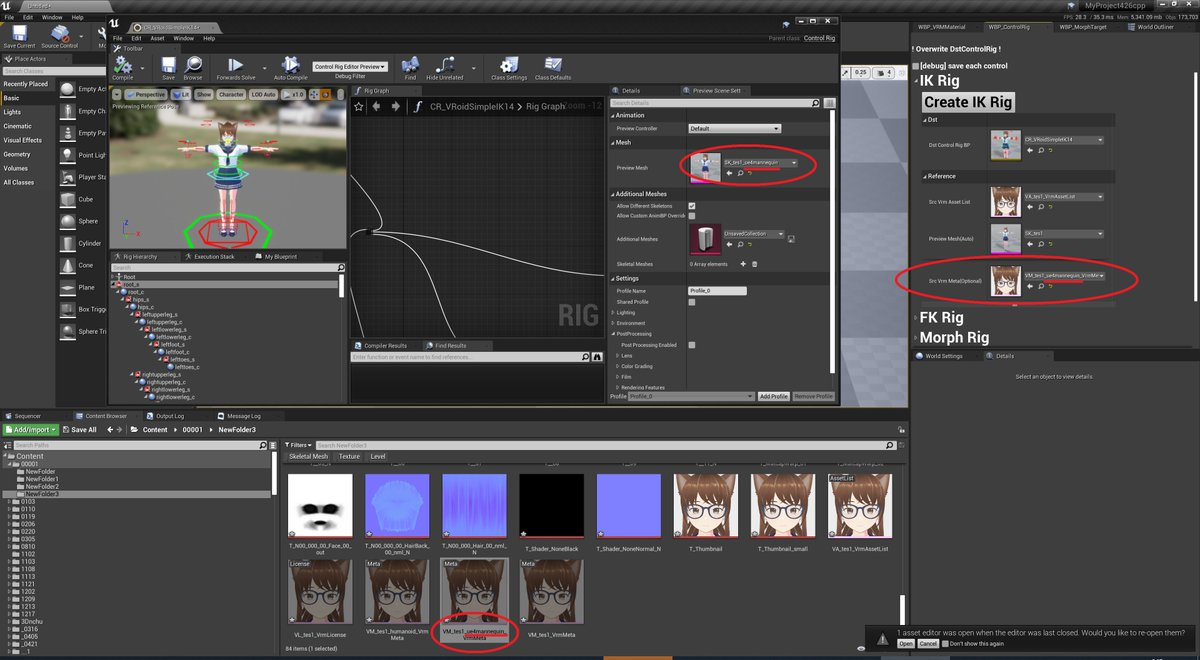 Untitled*
MyProject426cpp
File Edit Window Help
FPS: 28.3 / 35.3 ms Mem: 5,341.09 mb Objs: 173,703
Save Current
Source Control
Place Actors
Search Classes
Recently Placed
Basic
Lights
Cinematic
Visual Effects
Geometry
Volumes
All Classes
Empty Ch
Empty Pa
Point Ligh
Player Sta
Cube
Sphere
Cylinder
Cone
Plane
Box Trigge
Sphere Tri
CR_VRoidSimpleIK14*
Parent class: Control Rig
File Edit Asset Window Help
Toolbar
Compile
Save
Browse
Forwards Solve
Auto-Compile
Control Rig Editor Preview
Debug Filter
Find
Hide Unrelated
Class Settings
Class Defaults
Perspective
Lit
Show
Character
LOD Auto
x1.0
Previewing Reference Pose
Rig Hierarchy
Execution Stack
My Blueprint
Search
Root
root_s
root_c
hips_s
hips_c
leftupperleg_s
leftupperleg_c
leftlowerleg_s
leftlowerleg_c
leftfoot_s
leftfoot_c
lefttoes_s
lefttoes_c
rightupperleg_s
rightupperleg_c
rightlowerleg_s
rightlowerleg_c
Rig Graph
CR_VRoidSimpleIK14 > Rig Graph
Zoom -12
RIG
Compiler Results
Find Results
Enter function or event name to find references...
Details
Preview Scene Sett
Search Details
Animation
Preview Controller
Default
Mesh
Preview Mesh
SK_tes1_ue4mannequin
Additional Meshes
Allow Different Skeletons
Allow Custom AnimBP Override
Additional Meshes
UnsavedCollection
Skeletal Meshes
0 Array elements
Settings
Profile Name
Profile_0
Shared Profile
Lighting
Environment
PostProcessing
Post Processing Enabled
Lens
Color Grading
Film
Rendering Features
Profile
Profile_0
Add Profile
Remove Profile
0.25
4
WBP_VRMMaterial
WBP_ControlRig
WBP_MorphTarget
World Outliner
! Overwrite DstControlRig !
[debug] save each control
IK Rig
Create IK Rig
Dst
Dst Control Rig BP
CR_VRoidSimpleIK14
Reference
Src Vrm Asset List
VA_tes1_VrmAssetList
Preview Mesh(Auto)
SK_tes1
Src Vrm Meta(Optional)
VM_tes1_ue4mannequin_VrmMe
FK Rig
Morph Rig
World Settings
Details
Select an object to view details.
Sequencer
Content Browser
Output Log
Message Log
Add/Import
Save All
Content
00001
NewFolder3
Search Paths
Filters
Search NewFolder3
Skeletal Mesh
Texture
Level
Content
00001
NewFolder
NewFolder1
NewFolder2
NewFolder3
0103
0110
0119
0206
0220
0305
0810
1102
1103
1108
1113
1121
1202
1209
1213
1217
3Dnchu
_0316
_0405
_0421
_1
T_N00_000_00_Face_00_out
T_N00_000_00_HairBack_00_nml_N
T_N00_000_Hair_00_nml_N
T_Shader_NoneBlack
T_Shader_NoneNormal_N
T_Thumbnail
T_Thumbnail_small
AssetList
VA_tes1_VrmAssetList
License
VL_tes1_VrmLicense
Meta
VM_tes1_humanoid_VrmMeta
Meta
VM_tes1_ue4mannequin_VrmMeta
Meta
VM_tes1_VrmMeta
84 items (1 selected)
1 asset editor was open when the editor was last closed. Would you like to re-open them?
Open
Cancel
Don't show this again